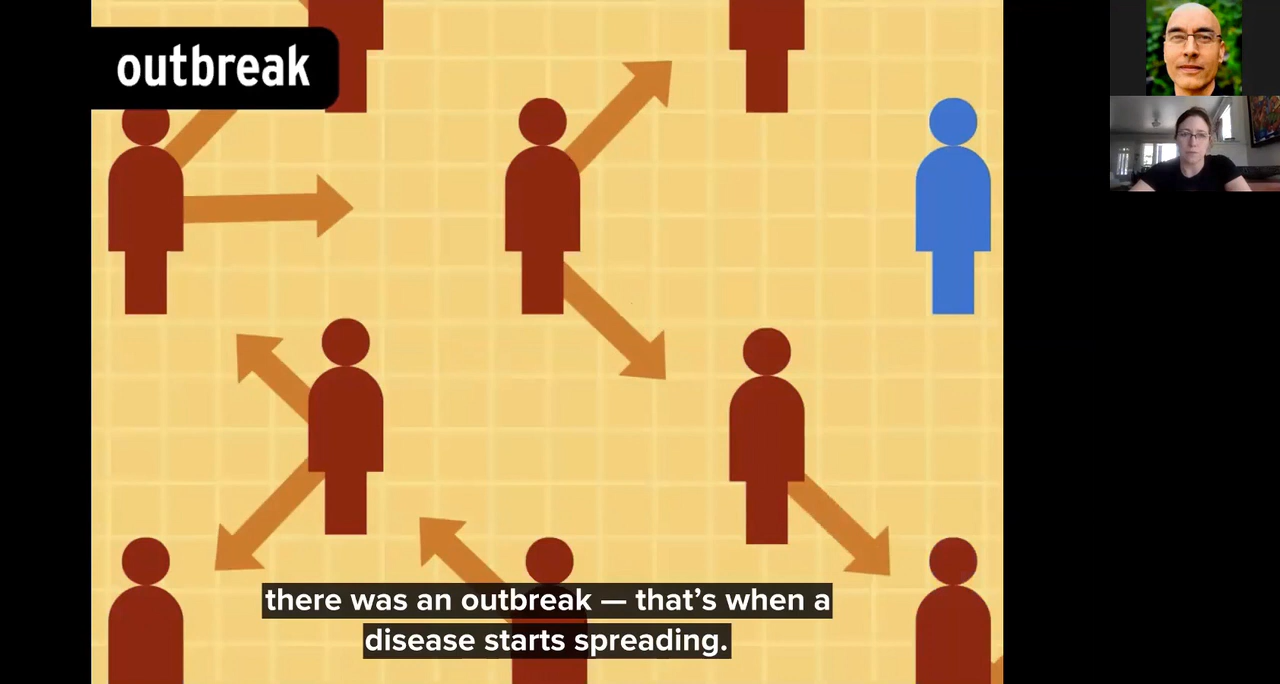 outbreak
there was an outbreak — that’s when a
disease starts spreading.